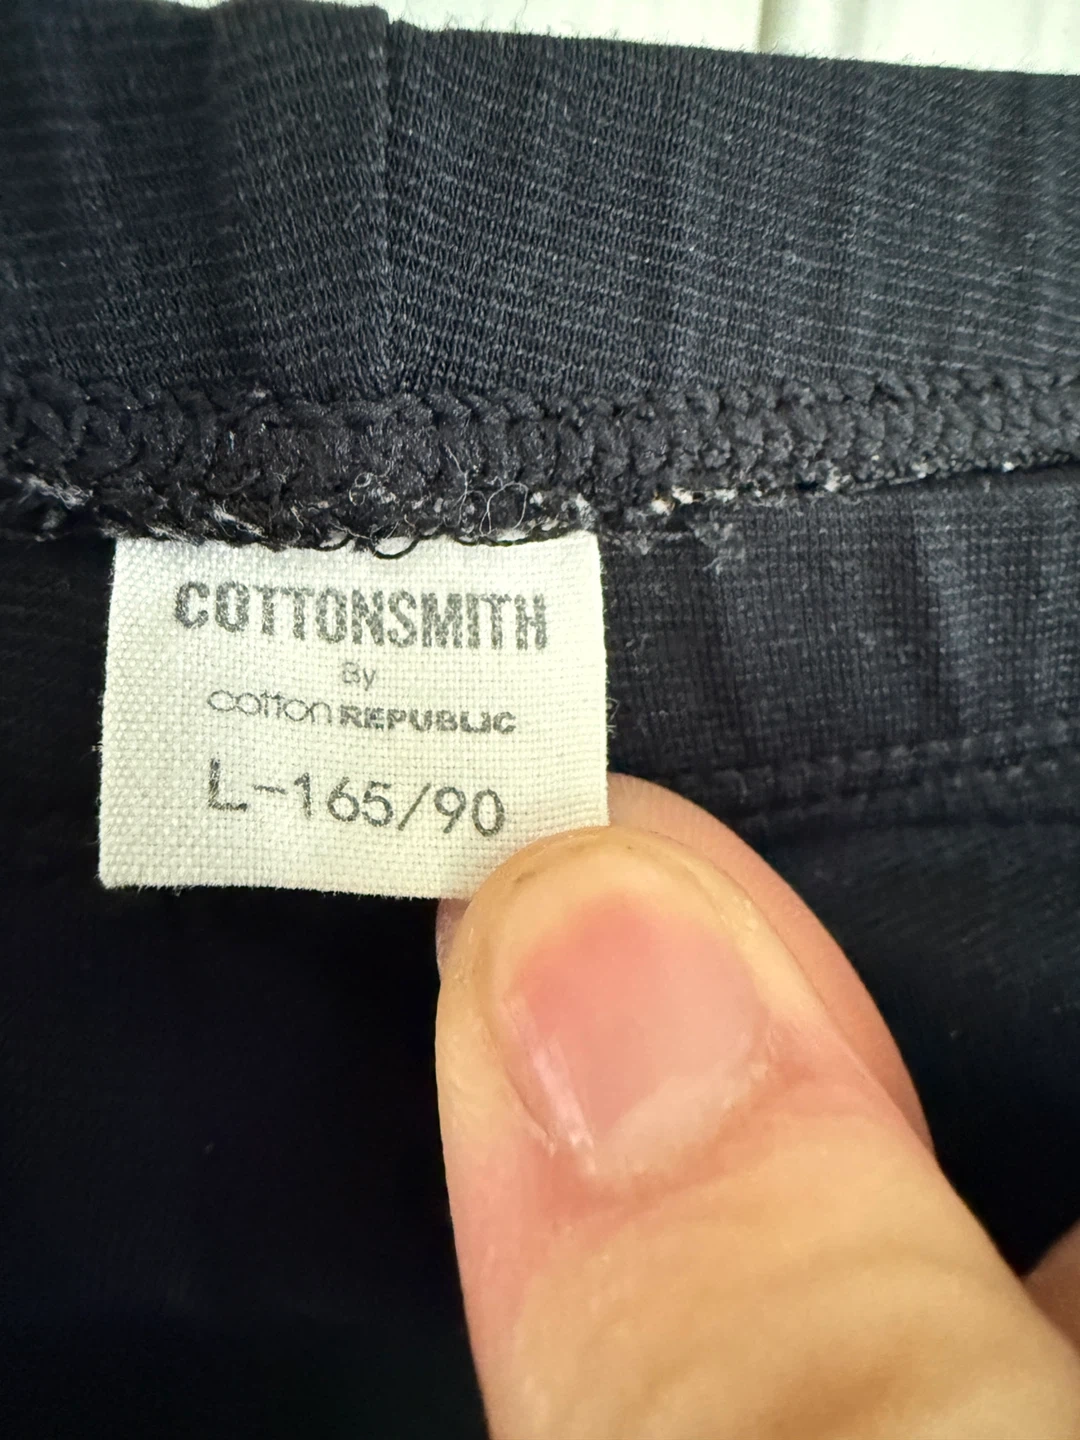 COTTONSMITH
By
cotton REPUBLIC
L-165/90